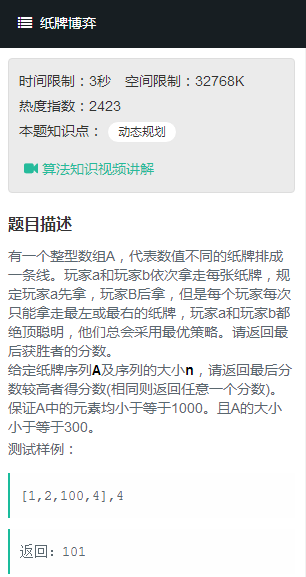 纸牌博弈
时间限制：3秒 空间限制：32768K
热度指数：2423
本题知识点： 动态规划
算法知识视频讲解
题目描述
有一个整型数组A，代表数值不同的纸牌排成
一条线。玩家a和玩家b依次拿走每张纸牌，规
定玩家a先拿，玩家B后拿，但是每个玩家每次
只能拿走最左或最右的纸牌，玩家a和玩家b都
绝顶聪明，他们总会采用最优策略。请返回最
后获胜者的分数。
给定纸牌序列A及序列的大小n，请返回最后分
数较高者得分数(相同则返回任意一个分数)。
保证A中的元素均小于等于1000。且A的大小
小于等于300。
测试样例：
[1,2,100,4],4
返回：101